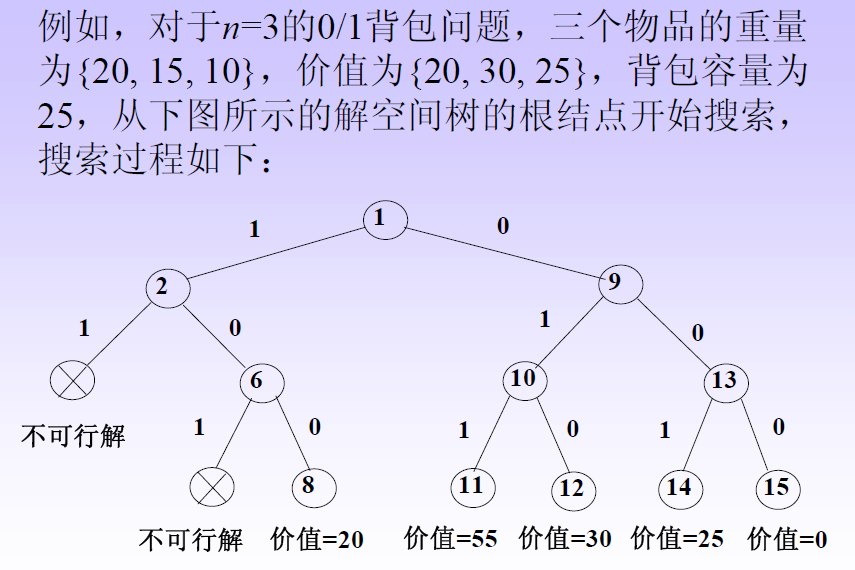 例如，对于n=3的0/1背包问题，三个物品的重量
为{20, 15, 10}，价值为{20, 30, 25}，背包容量为
25，从下图所示的解空间树的根结点开始搜索，
搜索过程如下：
1
1
0
2
9
1
0
1
0
6
10
13
不可行解
1
0
1
0
1
0
8
11
12
14
15
不可行解
价值=20
价值=55
价值=30
价值=25
价值=0